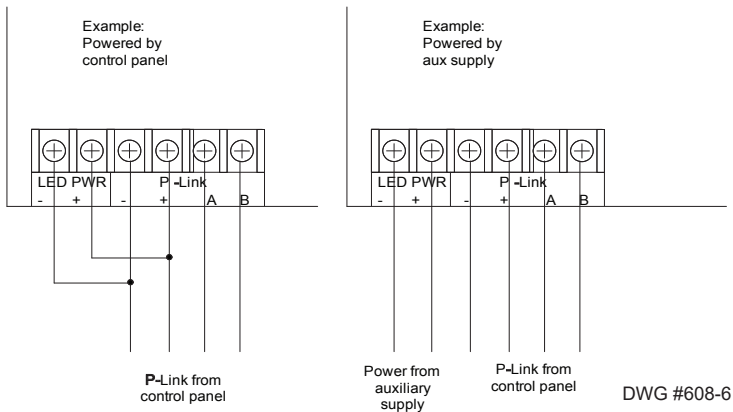 Example:
Powered by
control panel
Example:
Powered by
aux supply
LED PWR P -Link
- + - + A B
LED PWR P -Link
- + - + A B
P-Link from
control panel
Power from
auxiliary
supply
P-Link from
control panel
DWG #608-6